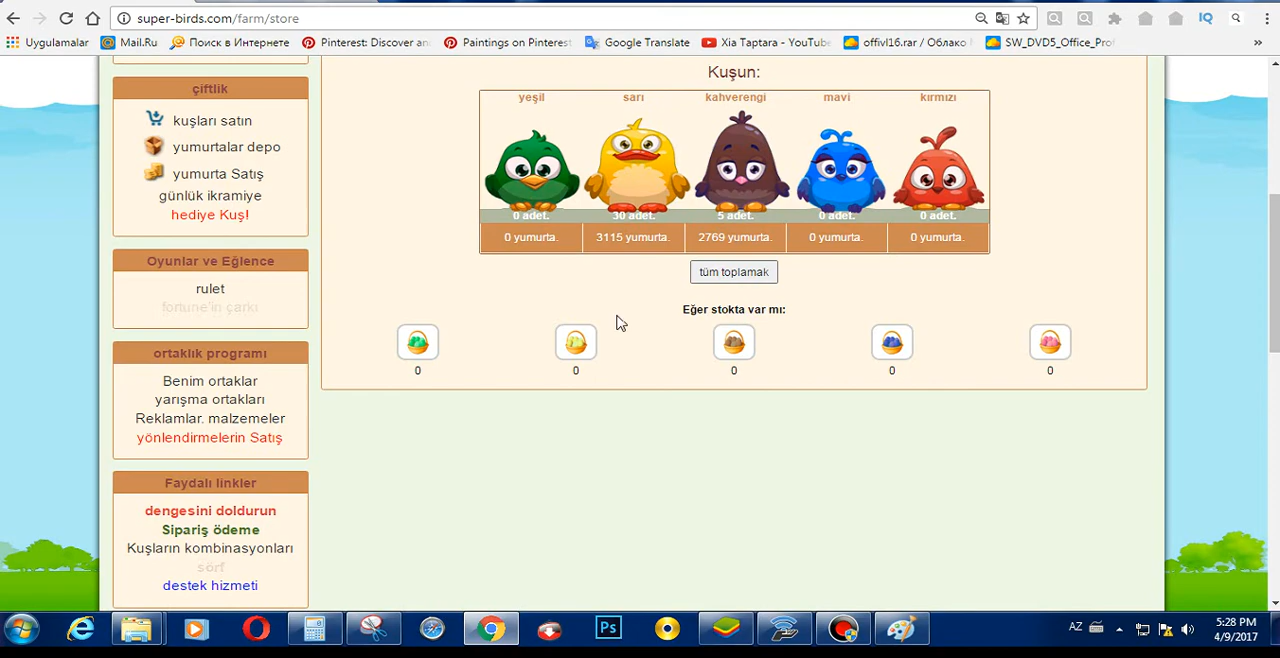 super-birds.com/farm/store
Uygulamalar Mail.Ru Поиск в Интернете Pinterest: Discover an Paintings on Pinterest Google Translate Xia Taptara - YouTube offivl16.rar / Облако SW_DVD5_Office_Prof »
çiftlik
kuşları satın
yumurtalar depo
yumurta Satış
günlük ikramiye
hediye Kuş!
Oyunlar ve Eğlence
rulet
fortune'in çarkı
ortaklık programı
Benim ortaklar
yarışma ortakları
Reklamlar. malzemeler
yönlendirmelerin Satış
Faydalı linkler
dengesini doldurun
Sipariş ödeme
Kuşların kombinasyonları
sörf
destek hizmeti
Kuşun:
yeşil sarı kahverengi mavi kırmızı
0 adet. 30 adet. 5 adet. 0 adet. 0 adet.
0 yumurta. 3115 yumurta. 2769 yumurta. 0 yumurta. 0 yumurta.
tüm toplamak
Eğer stokta var mı:
0 0 0 0 0
Ps
AZ
5:28 PM
4/9/2017